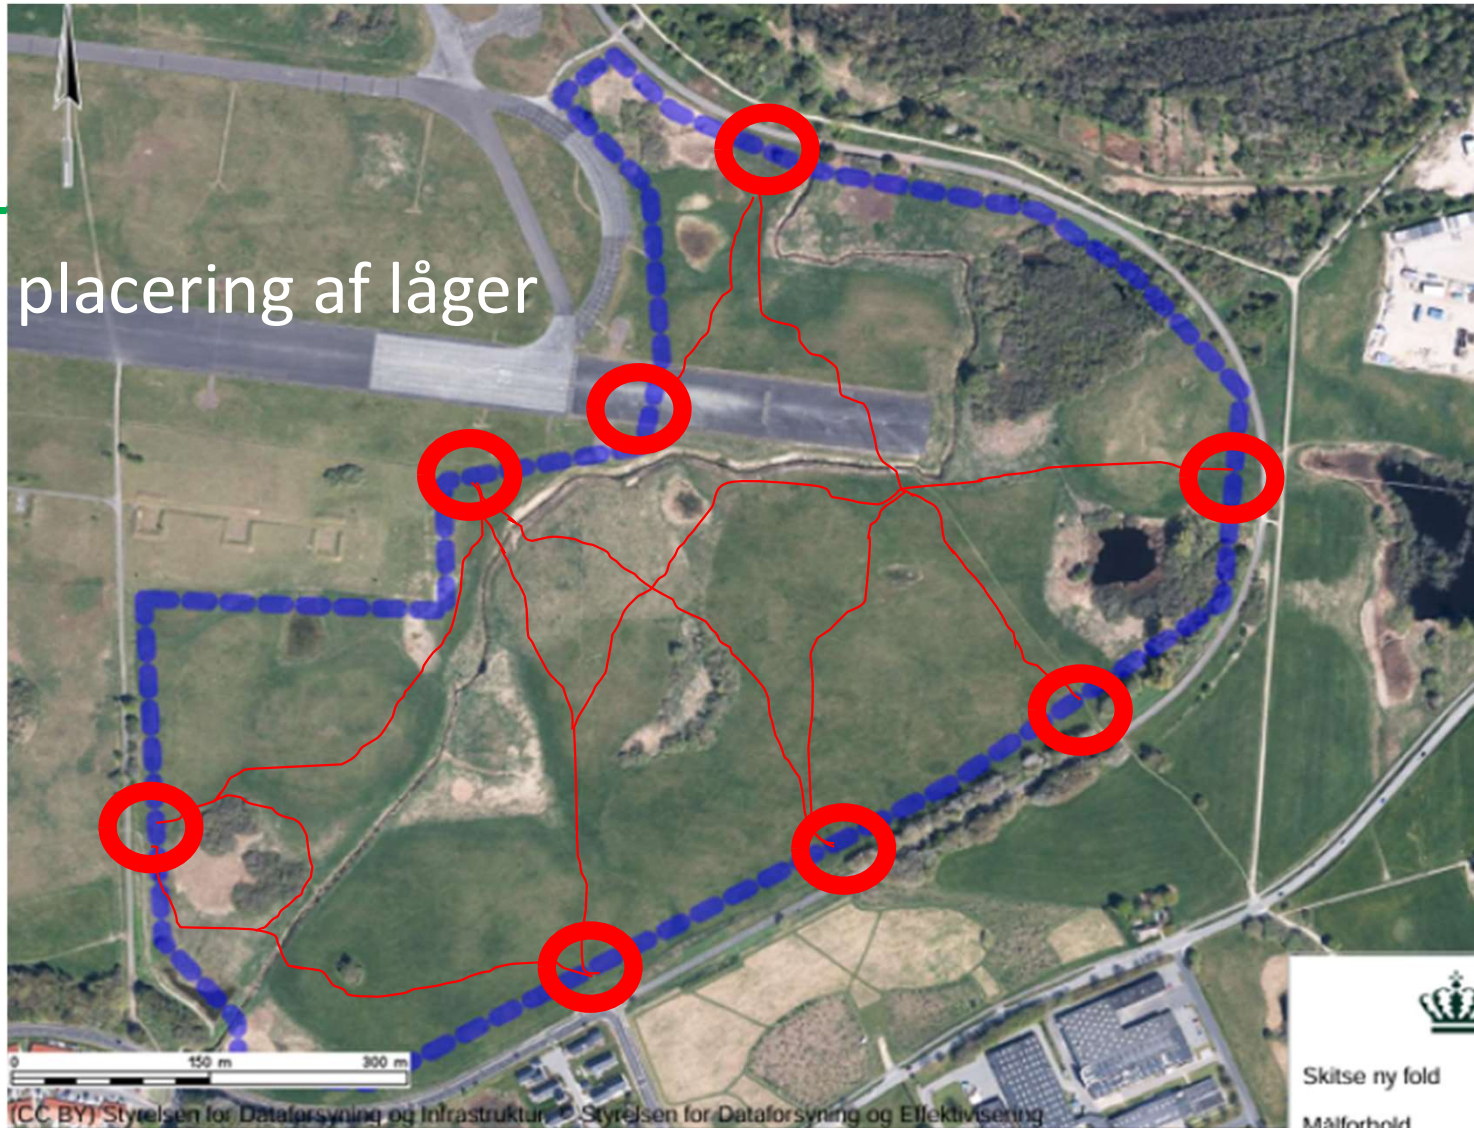 placering af låger
0 150 m 300 m
(CC BY) Styrelsen for Dataforsyning og Infrastruktur, © Styrelsen for Dataforsyning og Effektivisering
Skitse ny fold
Målforhold